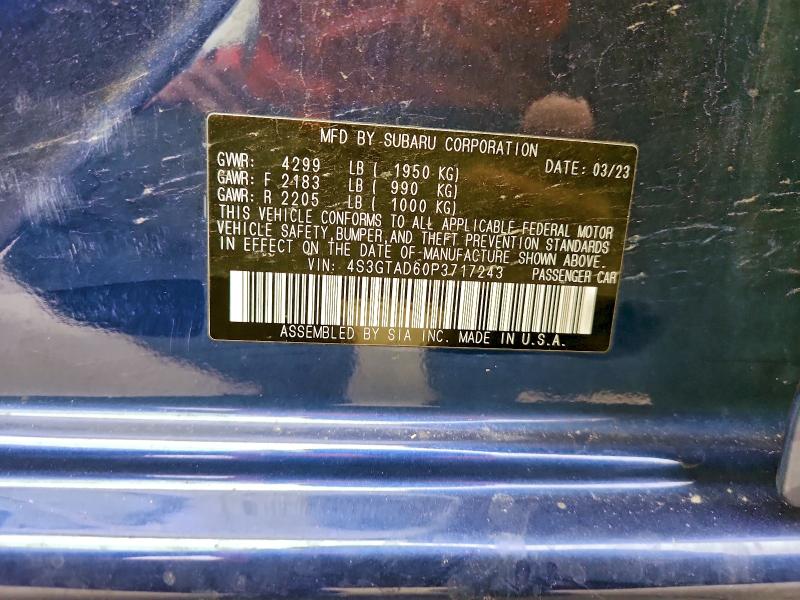 MFD BY SUBARU CORPORATION
GVWR: 4299 LB ( 1950 KG) DATE: 03/23
GAWR: F 2183 LB ( 990 KG)
GAWR: R 2205 LB ( 1000 KG)
THIS VEHICLE CONFORMS TO ALL APPLICABLE FEDERAL MOTOR
VEHICLE SAFETY, BUMPER, AND THEFT PREVENTION STANDARDS
IN EFFECT ON THE DATE OF MANUFACTURE SHOWN ABOVE.
VIN: 4S3GTAD60P3717243 PASSENGER CAR
ASSEMBLED BY SIA INC. MADE IN U.S.A.